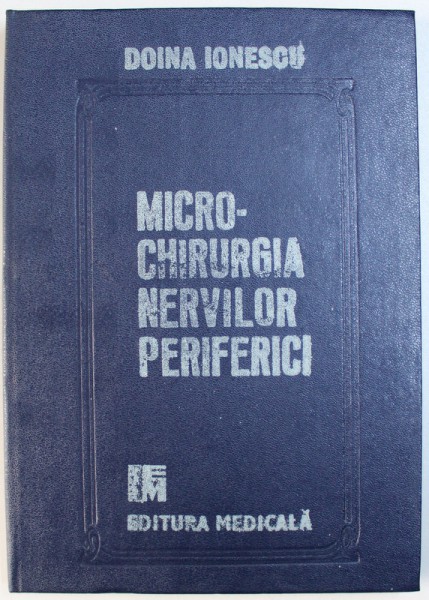 DOINA IONESCU
MICRO-
CHIRURGIA
NERVILOR
PERIFERICI
EM
EDITURA MEDICALĂ